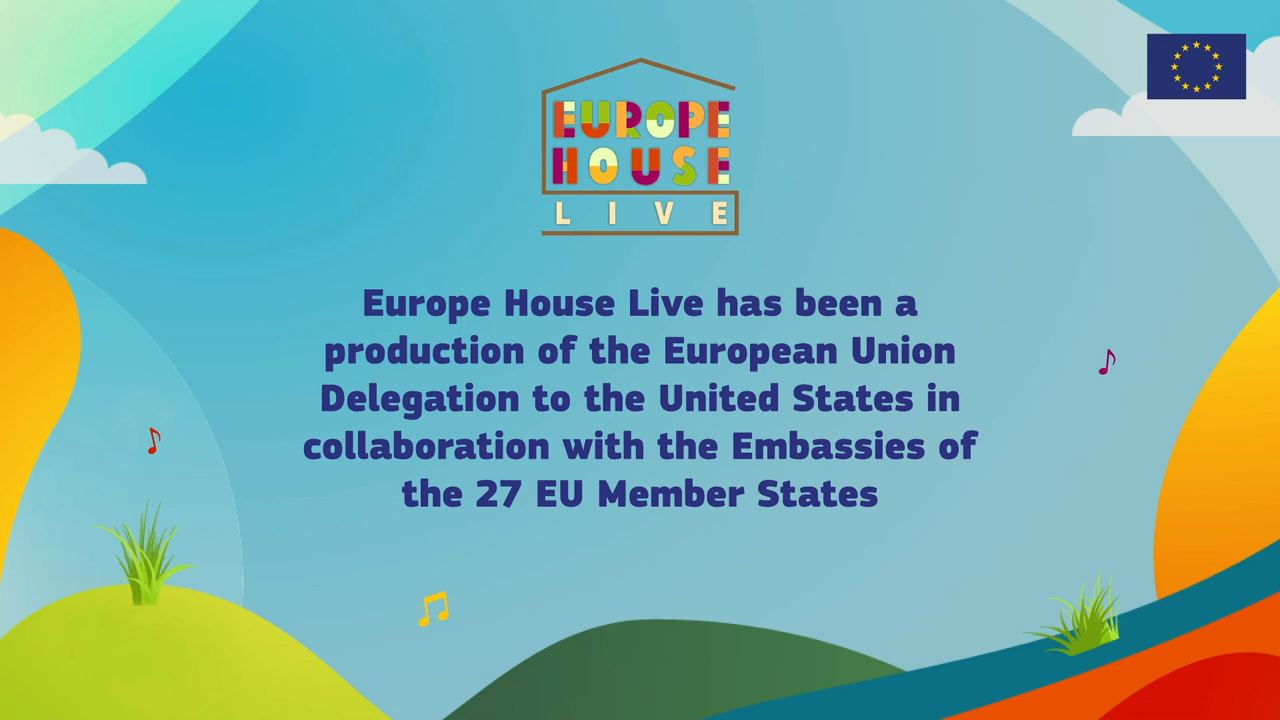 EUROPE
HOUSE
LIVE
Europe House Live has been a
production of the European Union
Delegation to the United States in
collaboration with the Embassies of
the 27 EU Member States